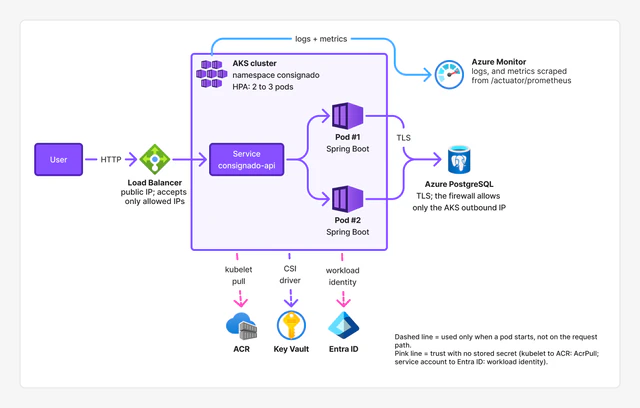 logs + metrics
AKS cluster
namespace consignado
HPA: 2 to 3 pods
Azure Monitor
logs, and metrics scraped
from /actuator/prometheus
Pod #1
Spring Boot
TLS
User
HTTP
Load Balancer
public IP; accepts
only allowed IPs
Service
consignado-api
Azure PostgreSQL
TLS; the firewall allows
only the AKS outbound IP
Pod #2
Spring Boot
kubelet
pull
CSI
driver
workload
identity
ACR
Key Vault
Entra ID
Dashed line = used only when a pod starts, not on the request
path.
Pink line = trust with no stored secret (kubelet to ACR: AcrPull;
service account to Entra ID: workload identity).